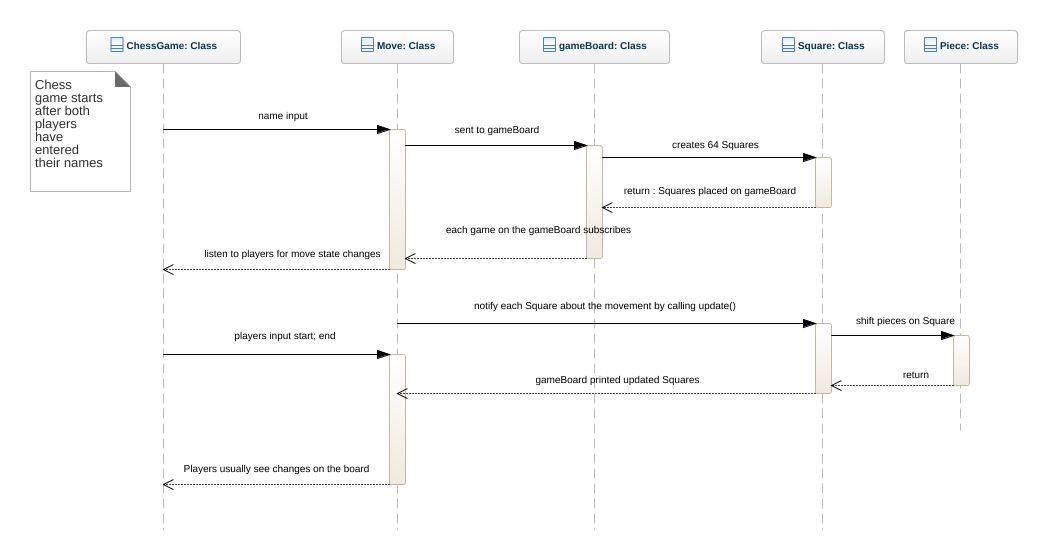 ChessGame: Class
Move: Class
gameBoard: Class
Square: Class
Piece: Class
Chess
game starts
after both
players
have
entered
their names
name input
sent to gameBoard
creates 64 Squares
return : Squares placed on gameBoard
each game on the gameBoard subscribes
listen to players for move state changes
notify each Square about the movement by calling update()
shift pieces on Square
players input start; end
return
gameBoard printed updated Squares
Players usually see changes on the board